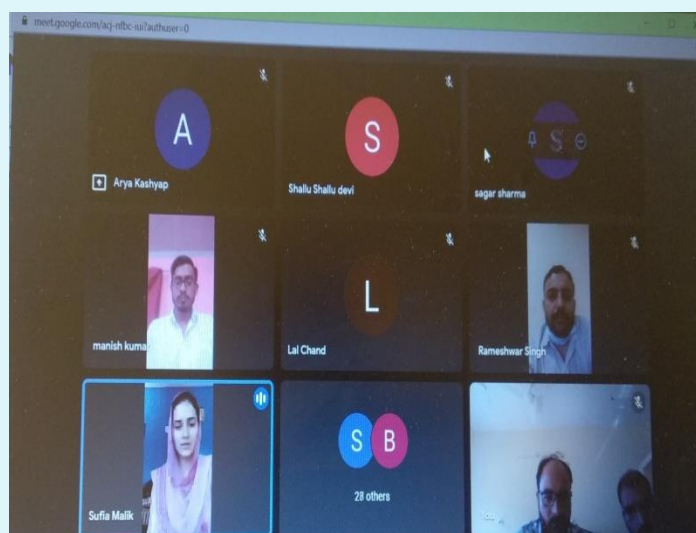 meet.google.com/acj-nfbc-iui?authuser=0
A
S
S
Arya Kashyap
Shallu Shallu devi
sagar sharma
L
manish kuma
Lal Chand
Rameshwar Singh
S B
Sufia Malik
28 others
You